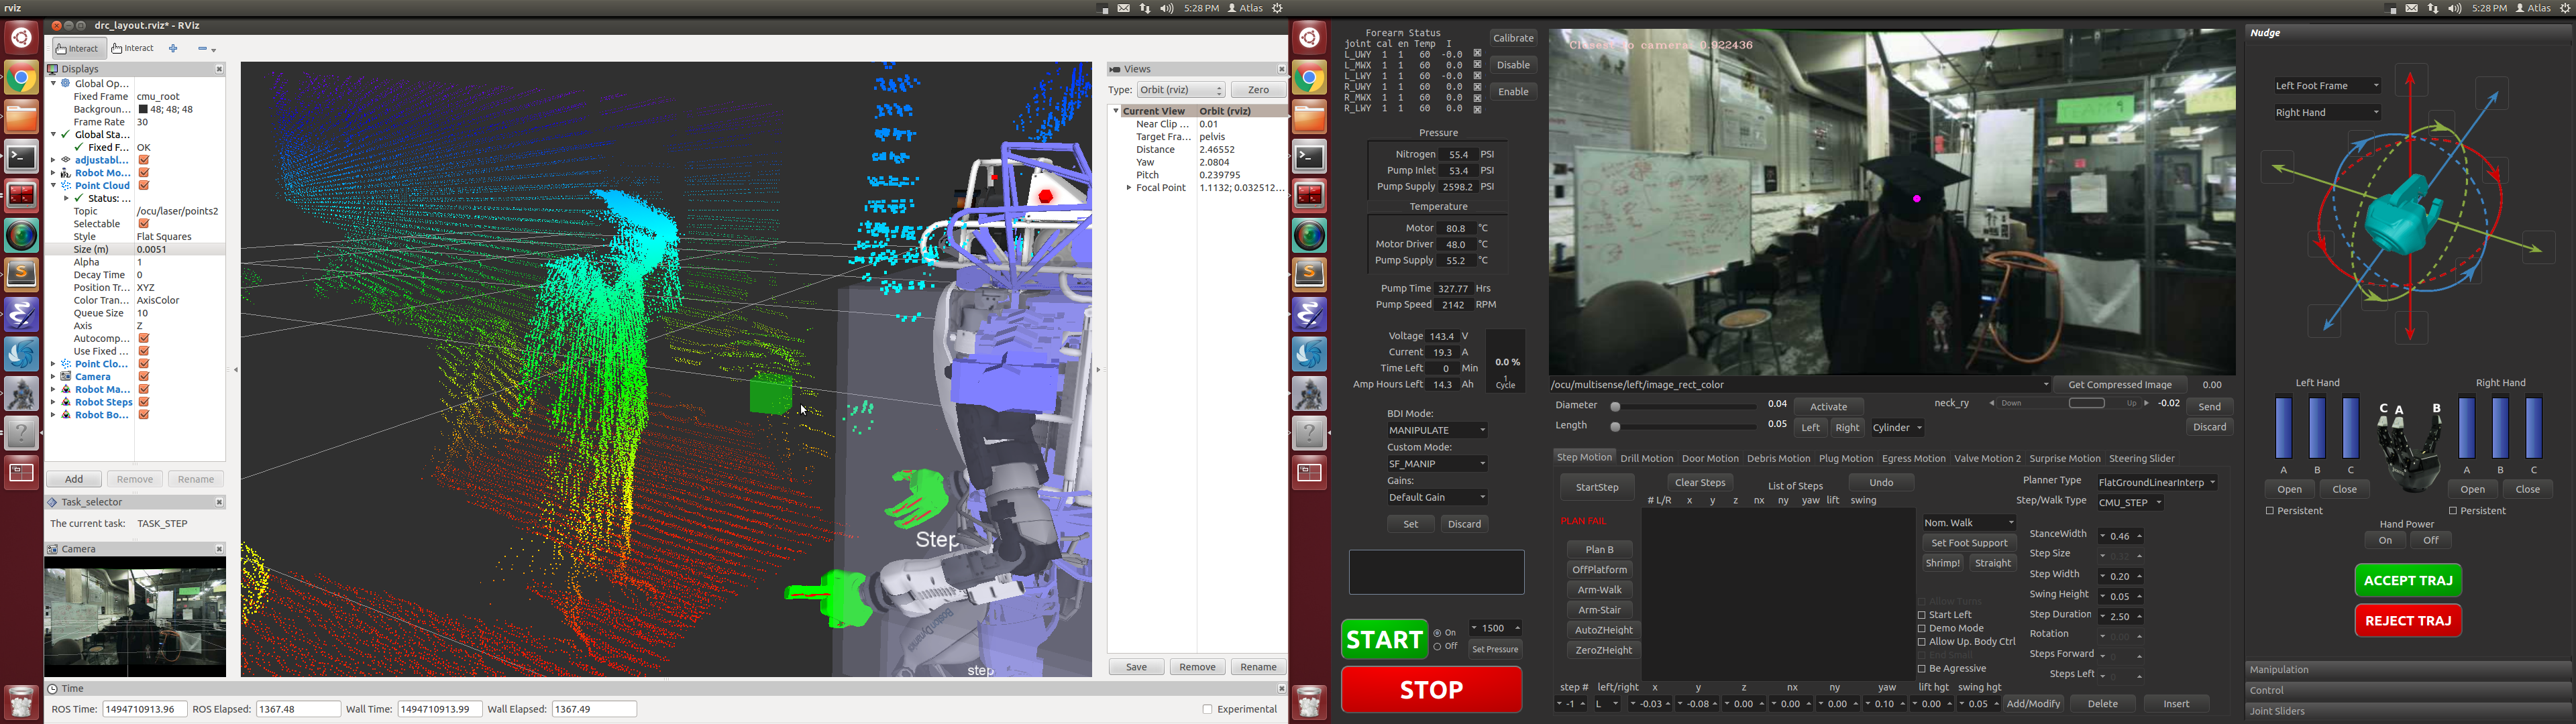 rviz
5:28 PM Atlas
5:28 PM Atlas
drc_layout.rviz* - RViz
Interact Interact
Displays
Global Op...
Fixed Frame cmu_root
Backgroun... 48; 48; 48
Frame Rate 30
Global Sta...
Fixed F... OK
adjustabl...
Robot Mo...
Point Cloud
Status: ...
Topic /ocu/laser/points2
Selectable
Style Flat Squares
Size (m) 0.0051
Alpha 1
Decay Time 0
Position Tr... XYZ
Color Tran... AxisColor
Queue Size 10
Axis Z
Autocomp...
Use Fixed ...
Point Clo...
Camera
Robot Ma...
Robot Steps
Robot Bo...
Add Remove Rename
Task_selector
The current task: TASK_STEP
Camera
Step
step
Views
Type: Orbit (rviz) Zero
Current View Orbit (rviz)
Near Clip ... 0.01
Target Fra... pelvis
Distance 2.46552
Yaw 2.0804
Pitch 0.239795
Focal Point 1.1132; 0.032512...
Save Remove Rename
Time
ROS Time: 1494710913.96 ROS Elapsed: 1367.48 Wall Time: 1494710913.99 Wall Elapsed: 1367.49 Experimental
Forearm Status
joint cal en Temp I
L_UWY 1 1 60 -0.0
L_MWX 1 1 60 0.0
L_LWY 1 1 60 -0.0
R_UWY 1 1 60 0.0
R_MWX 1 1 60 0.0
R_LWY 1 1 60 0.0
Calibrate
Disable
Enable
Pressure
Nitrogen 55.4 PSI
Pump Inlet 53.4 PSI
Pump Supply 2598.2 PSI
Temperature
Motor 80.8 °C
Motor Driver 48.0 °C
Pump Supply 55.2 °C
Pump Time 327.77 Hrs
Pump Speed 2142 RPM
Voltage 143.4 V
Current 19.3 A
Time Left 0 Min
Amp Hours Left 14.3 Ah
0.0 %
1
Cycle
BDI Mode:
MANIPULATE
Custom Mode:
SF_MANIP
Gains:
Default Gain
Set Discard
START On Off 1500 Set Pressure
STOP
Closest to camera: 0.922436
TEAM
/ocu/multisense/left/image_rect_color Get Compressed Image 0.00
Diameter 0.04 Activate neck_ry Down Up -0.02 Send
Length 0.05 Left Right Cylinder Discard
Step Motion Drill Motion Door Motion Debris Motion Plug Motion Egress Motion Valve Motion 2 Surprise Motion Steering Slider
StartStep Clear Steps List of Steps Undo
# L/R x y z nx ny yaw lift swing
PLAN FAIL
Plan B
OffPlatform
Arm-Walk
Arm-Stair
AutoZHeight
ZeroZHeight
Planner Type FlatGroundLinearInterp
Step/Walk Type CMU_STEP
Nom. Walk
Set Foot Support
Shrimp! Straight
Allow Turns
Start Left
Demo Mode
Allow Up. Body Ctrl
End Small
Be Agressive
StanceWidth 0.46
Step Size
Step Width 0.20
Swing Height 0.05
Step Duration 2.50
Rotation 0.00
Steps Forward
Steps Left
step # left/right x y z nx ny yaw lift hgt swing hgt
-1 L -0.03 -0.08 0.00 0.00 0.00 0.10 0.00 0.05 Add/Modify Delete Insert
Nudge
Left Foot Frame
Right Hand
Left Hand Right Hand
C A B
A B C A B C
Open Close Open Close
Persistent Persistent
Hand Power
On Off
ACCEPT TRAJ
REJECT TRAJ
Manipulation
Control
Joint Sliders